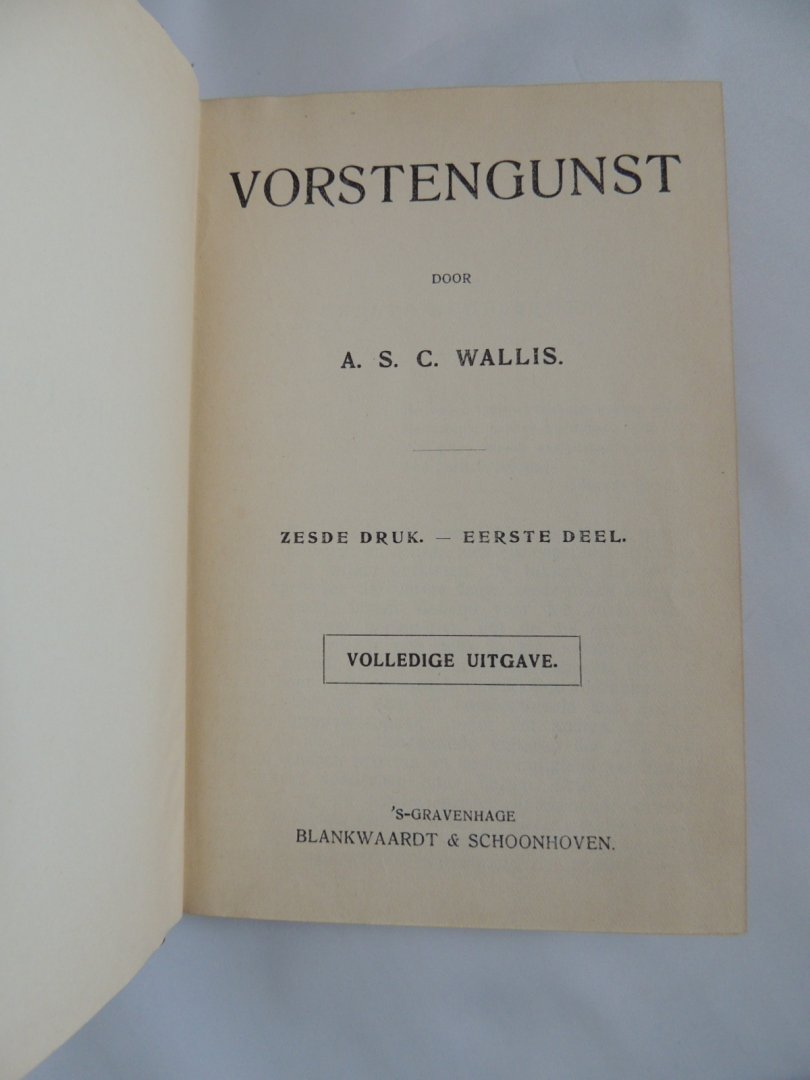 VORSTENGUNST
DOOR
A. S. C. WALLIS.
ZESDE DRUK. — EERSTE DEEL.
VOLLEDIGE UITGAVE.
'S-GRAVENHAGE
BLANKWAARDT & SCHOONHOVEN.